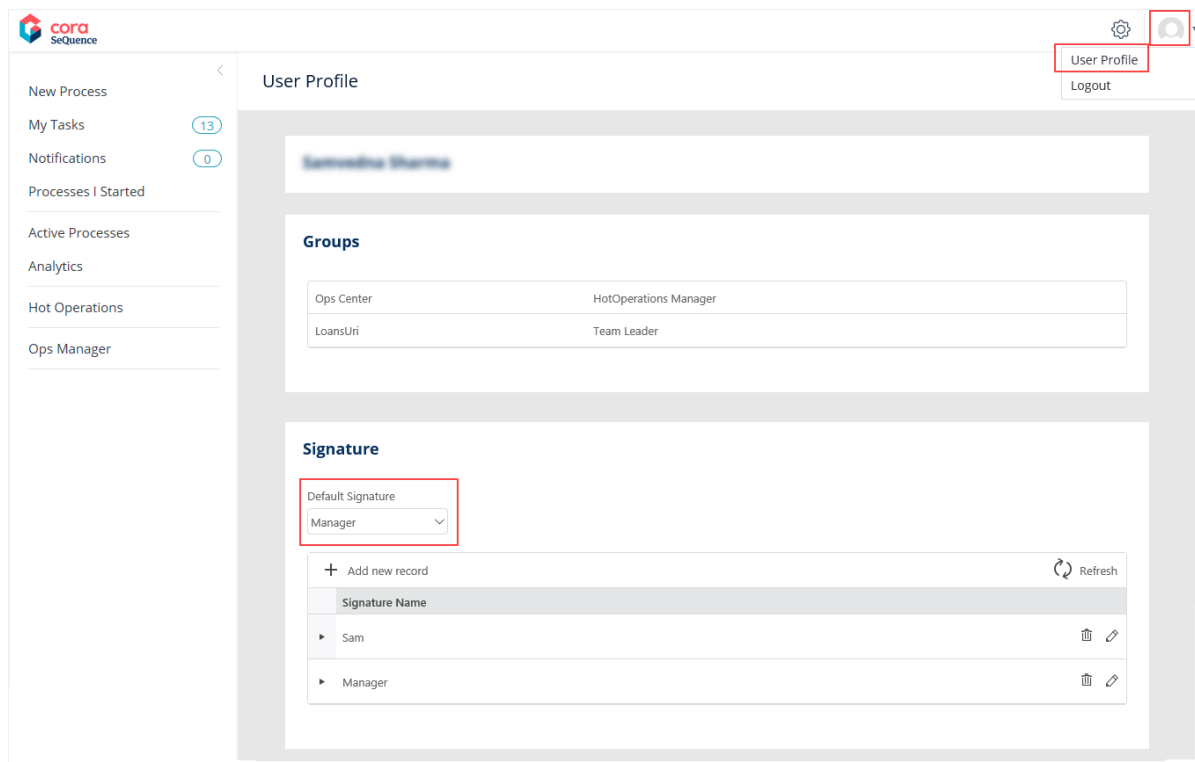 cora
SeQuence
User Profile
Logout
New Process
My Tasks 13
Notifications 0
Processes I Started
Active Processes
Analytics
Hot Operations
Ops Manager
User Profile
Groups
Ops Center HotOperations Manager
LoansUri Team Leader
Signature
Default Signature
Manager
Add new record Refresh
Signature Name
Sam
Manager